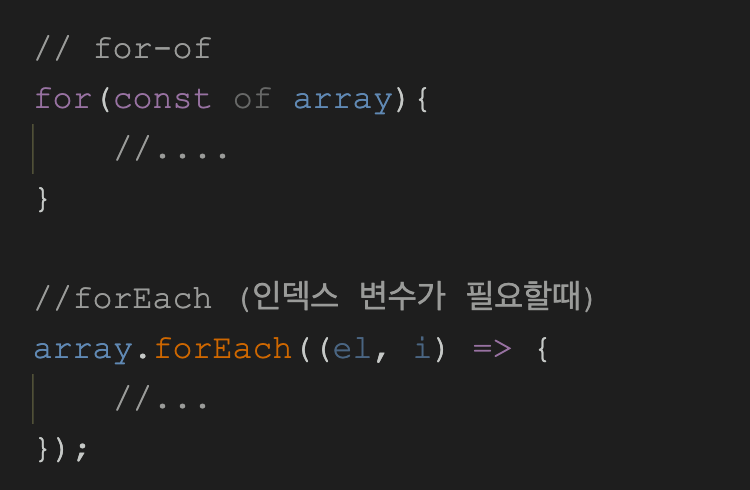 // for-of
for(const of array){
//....
}
//forEach (인덱스 변수가 필요할때)
array.forEach((el, i) => {
//...
});